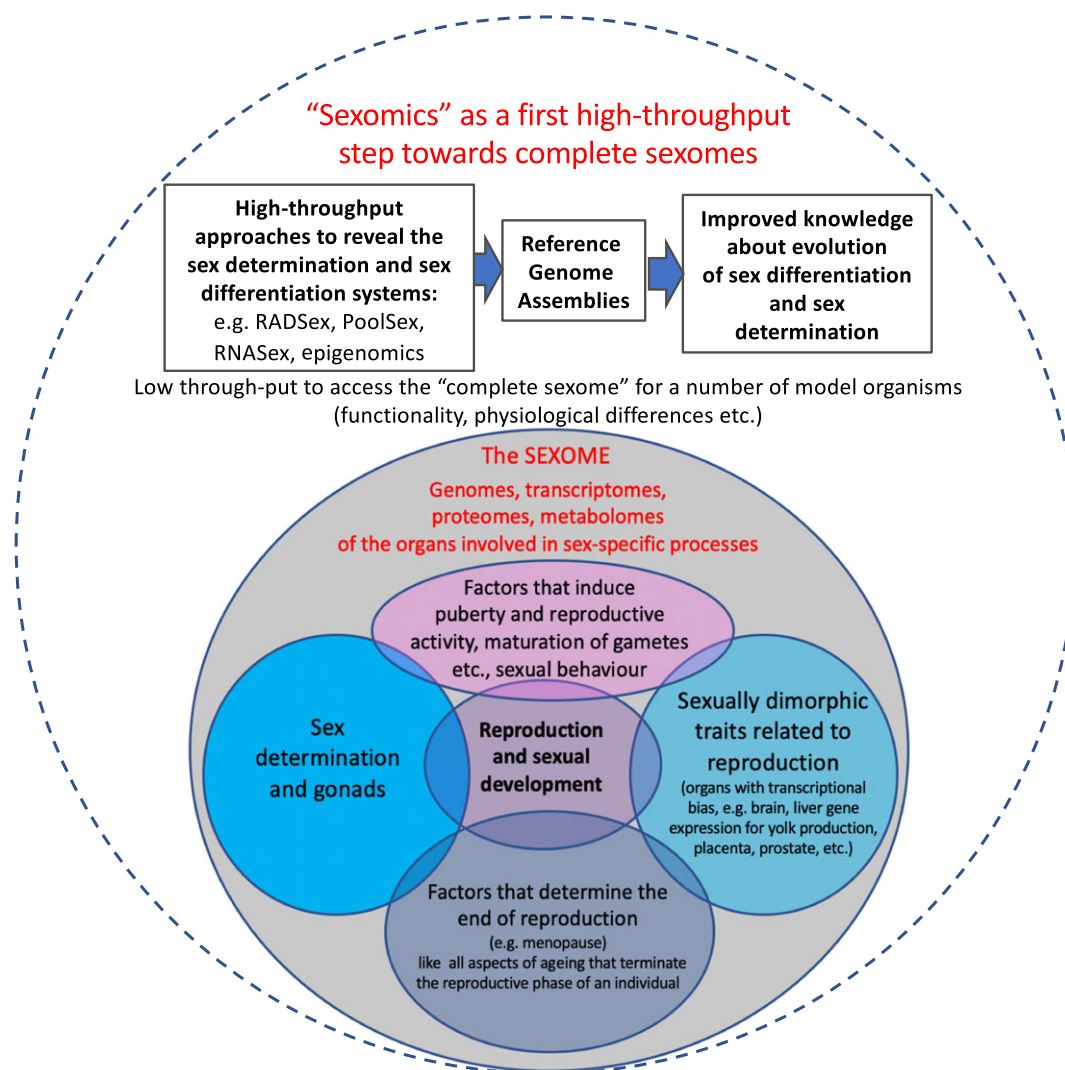 “Sexomics” as a first high-throughput
step towards complete sexomes
High-throughput
approaches to reveal the
sex determination and sex
differentiation systems:
e.g. RADSex, PoolSex,
RNASex, epigenomics
Reference
Genome
Assemblies
Improved knowledge
about evolution
of sex differentiation
and sex
determination
Low through-put to access the “complete sexome” for a number of model organisms
(functionality, physiological differences etc.)
The SEXOME
Genomes, transcriptomes,
proteomes, metabolomes
of the organs involved in sex-specific processes
Factors that induce
puberty and reproductive
activity, maturation of gametes
etc., sexual behaviour
Sex
determination
and gonads
Reproduction
and sexual
development
Sexually dimorphic
traits related to
reproduction
(organs with transcriptional
bias, e.g. brain, liver gene
expression for yolk production,
placenta, prostate, etc.)
Factors that determine the
end of reproduction
(e.g. menopause)
like all aspects of ageing that terminate
the reproductive phase of an individual